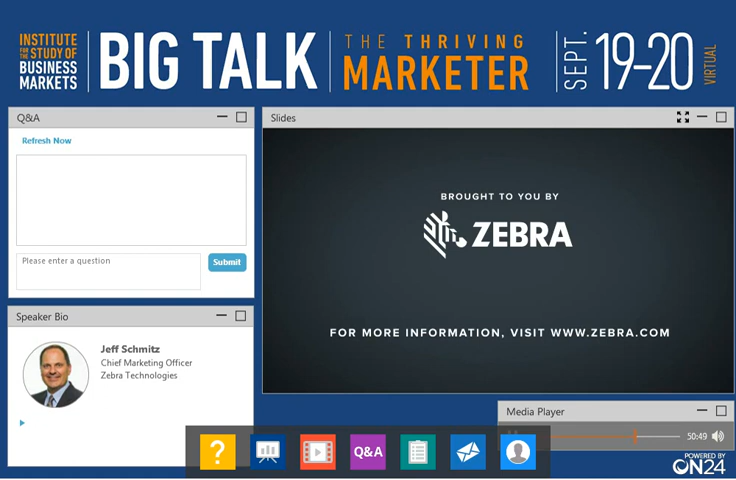 INSTITUTE
FOR THE STUDY OF
BUSINESS
MARKETS
BIG TALK
THE THRIVING
MARKETER
SEPT.
19-20
VIRTUAL
Q&A
Refresh Now
Please enter a question
Submit
Speaker Bio
Jeff Schmitz
Chief Marketing Officer
Zebra Technologies
Slides
BROUGHT TO YOU BY
ZEBRA
FOR MORE INFORMATION, VISIT WWW.ZEBRA.COM
Media Player
50:49
?
Q&A
POWERED BY
ON24